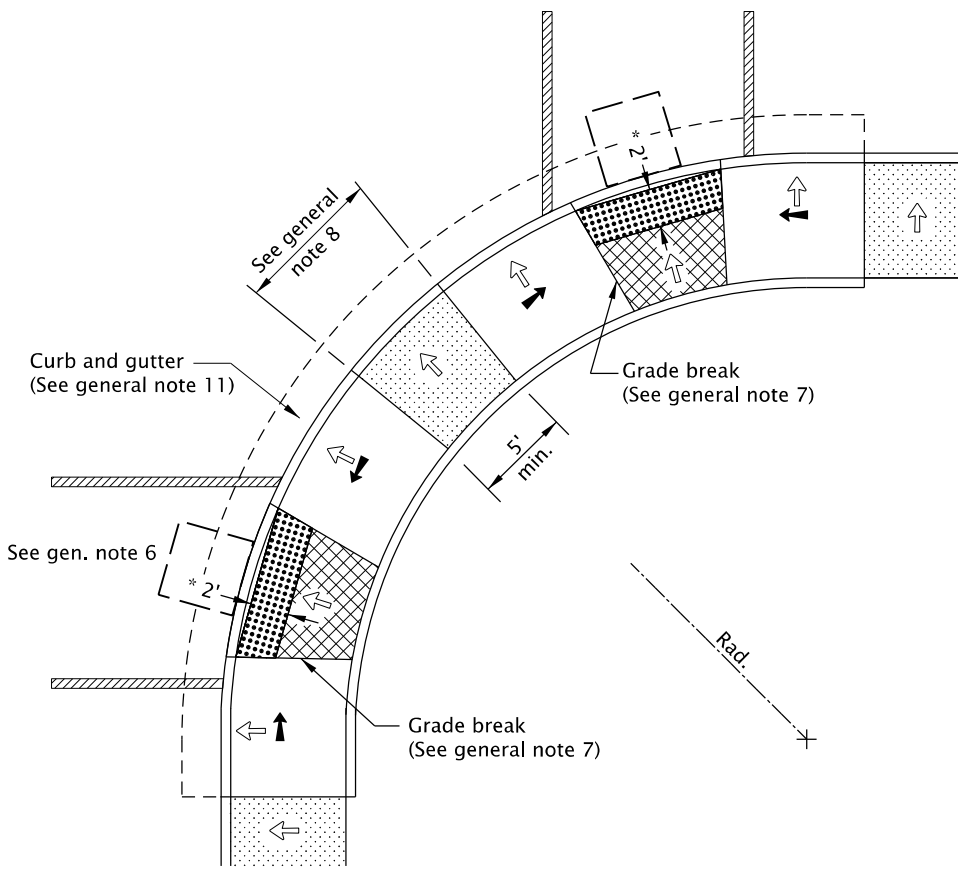 * 2'
See general
note 8
Curb and gutter
(See general note 11)
Grade break
(See general note 7)
5'
min.
See gen. note 6
* 2'
Rad.
Grade break
(See general note 7)